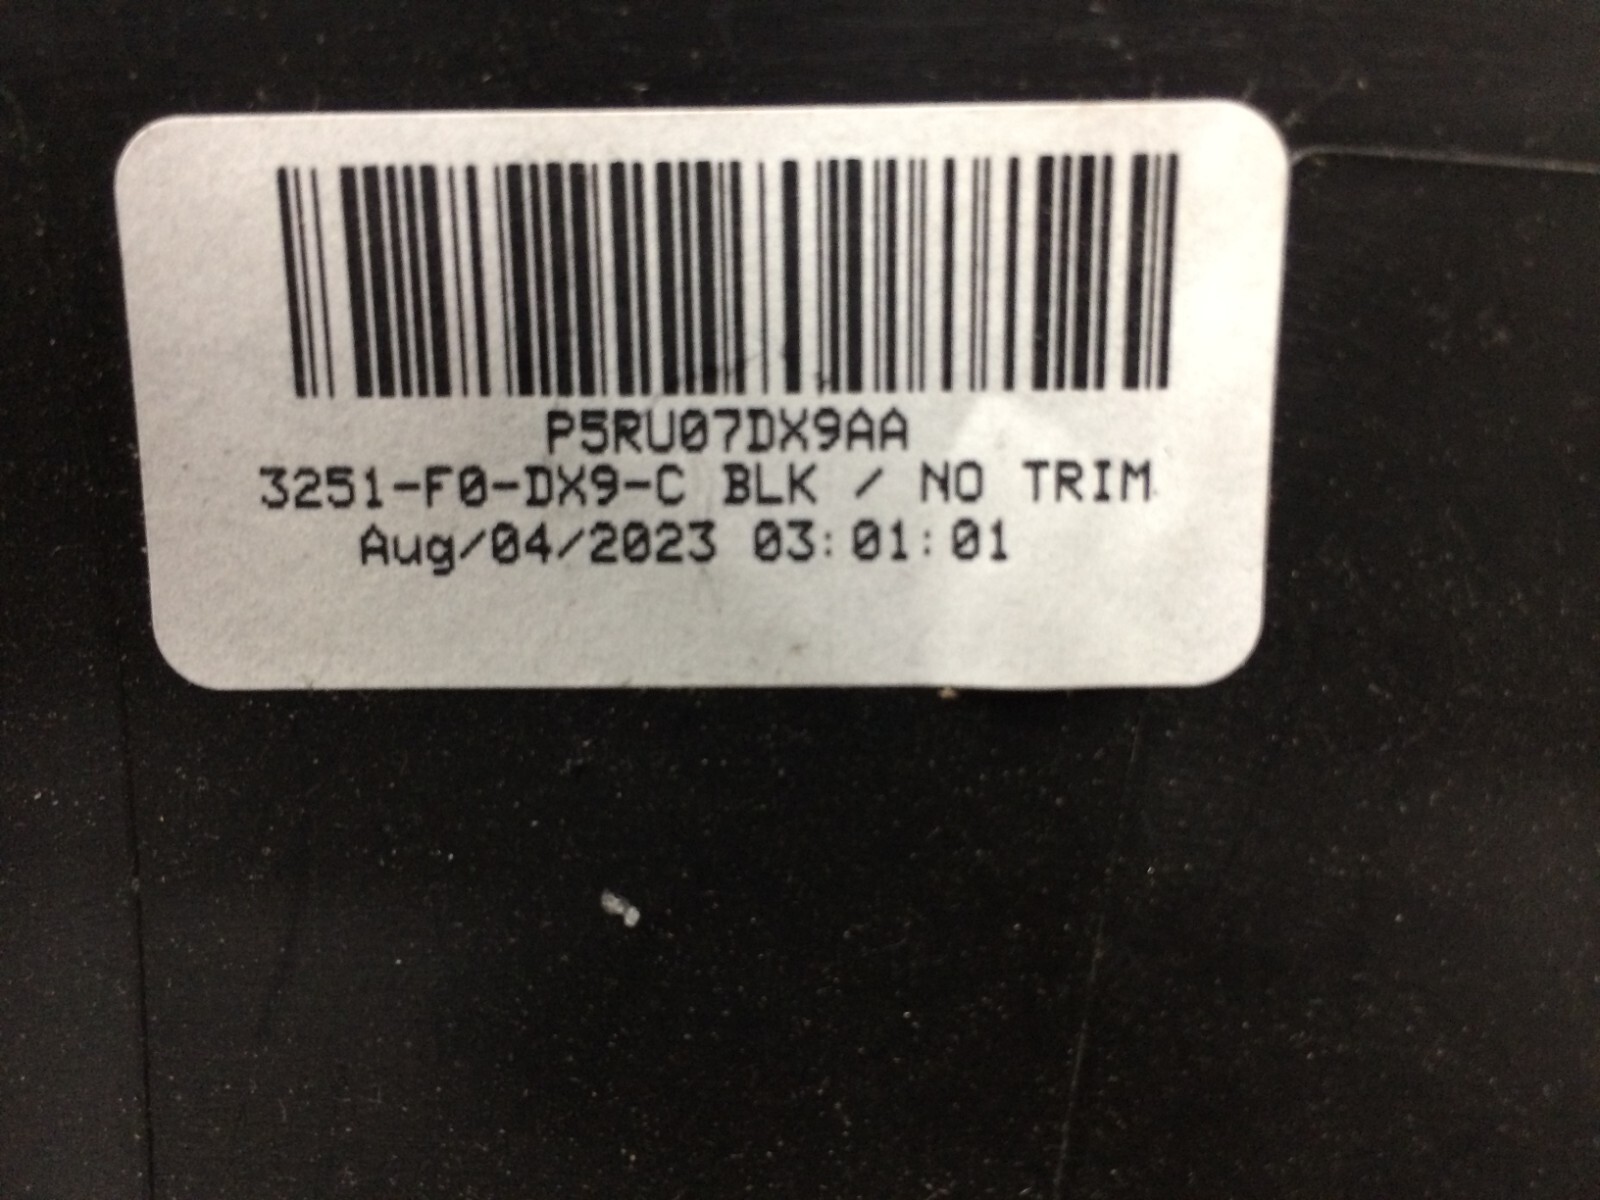 P5RU07DX9AA
3251-F0-DX9-C BLK / NO TRIM
Aug/04/2023 03:01:01